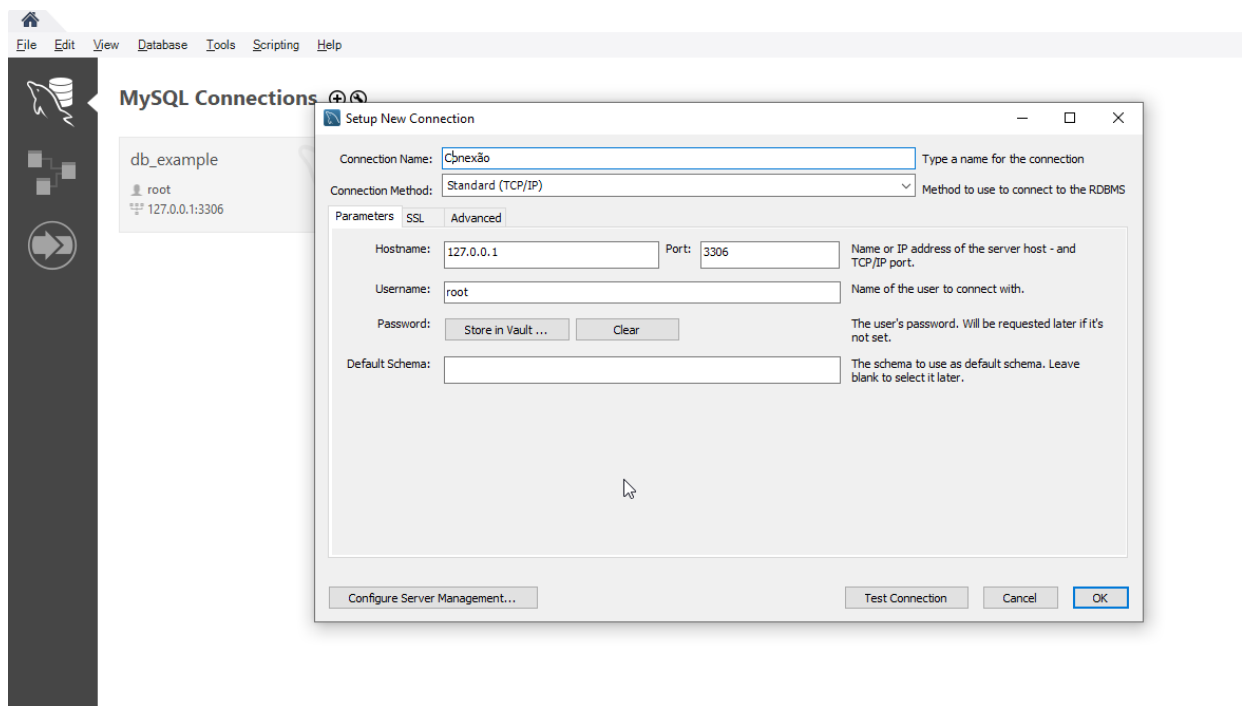 File Edit View Database Tools Scripting Help
MySQL Connections
db_example
root
127.0.0.1:3306
Setup New Connection
Connection Name: Conexão Type a name for the connection
Connection Method: Standard (TCP/IP) Method to use to connect to the RDBMS
Parameters SSL Advanced
Hostname: 127.0.0.1 Port: 3306 Name or IP address of the server host - and
TCP/IP port.
Username: root Name of the user to connect with.
Password: Store in Vault ... Clear The user's password. Will be requested later if it's
not set.
Default Schema: The schema to use as default schema. Leave
blank to select it later.
Configure Server Management... Test Connection Cancel OK